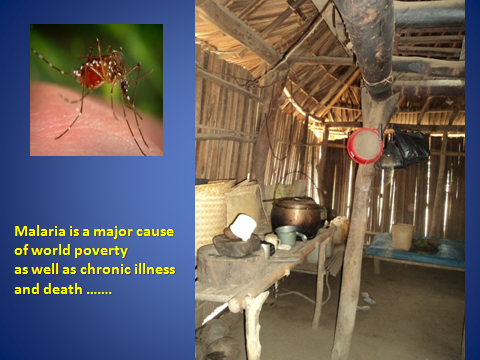 Malaria is a major cause
of world poverty
as well as chronic illness
and death .......